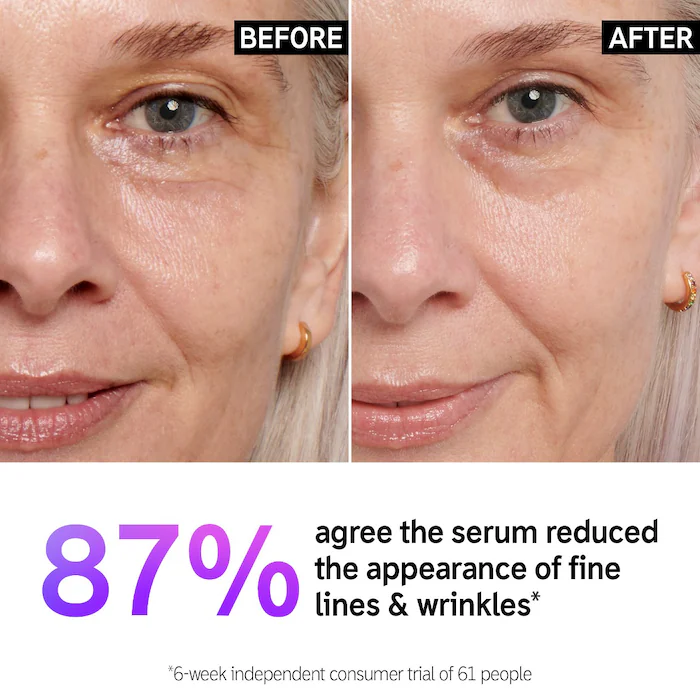 BEFORE
AFTER
87%
agree the serum reduced
the appearance of fine
lines & wrinkles*
*6-week independent consumer trial of 61 people